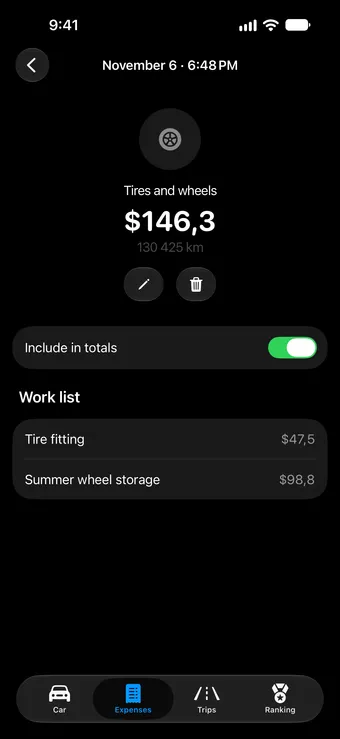 9:41
November 6 · 6:48 PM
Tires and wheels
$146,3
130 425 km
Include in totals
Work list
Tire fitting $47,5
Summer wheel storage $98,8
Car Expenses Trips Ranking